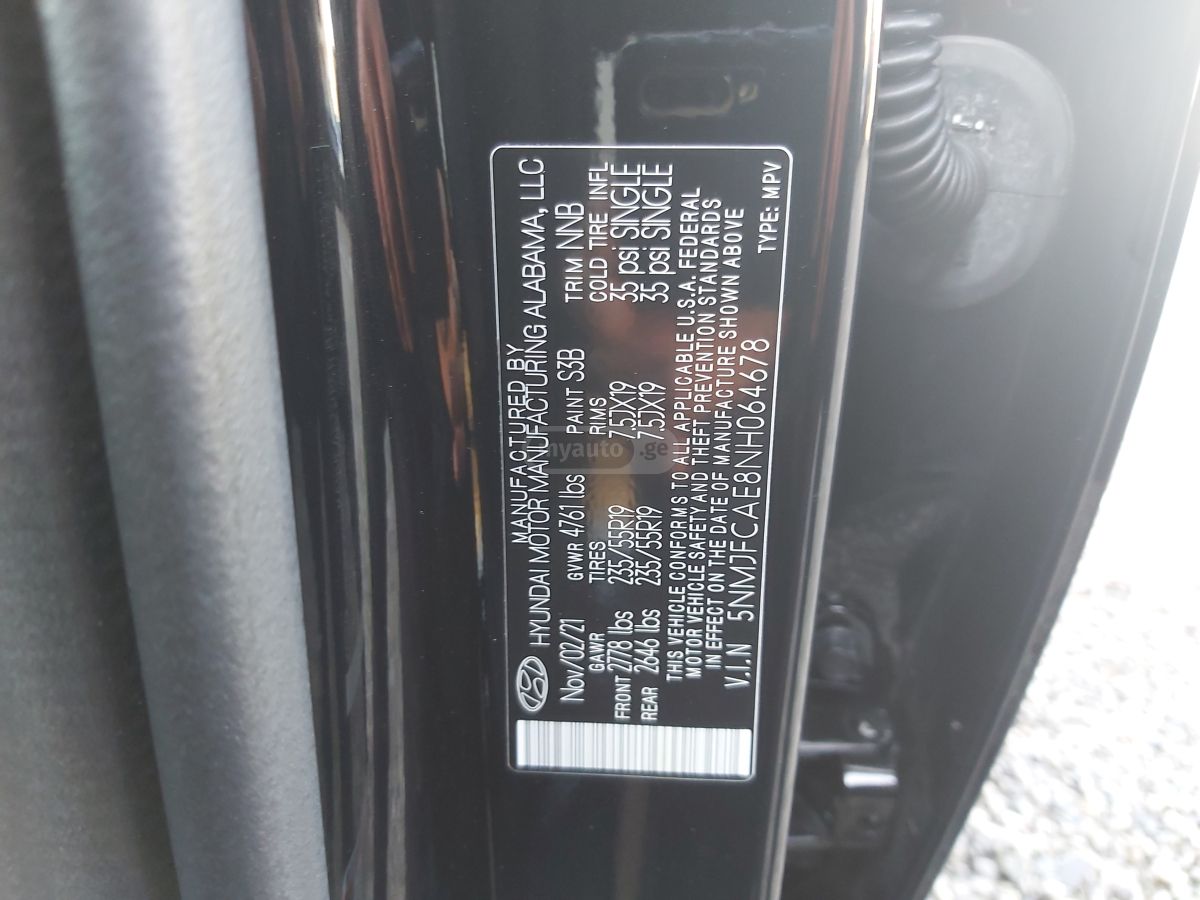 MANUFACTURED BY
HYUNDAI MOTOR MANUFACTURING ALABAMA, LLC
Nov/02/21 GVWR 4761 lbs PAINT S3B TRIM NNB
GAWR TIRES RIMS COLD TIRE INFL
FRONT 2778 lbs 235/55R19 7.5JX19 35 psi SINGLE
REAR 2646 lbs 235/55R19 7.5JX19 35 psi SINGLE
THIS VEHICLE CONFORMS TO ALL APPLICABLE U.S.A. FEDERAL
MOTOR VEHICLE SAFETY AND THEFT PREVENTION STANDARDS
IN EFFECT ON THE DATE OF MANUFACTURE SHOWN ABOVE
V.I.N 5NMJFCAE8NH064678
TYPE: MPV
myauto.ge